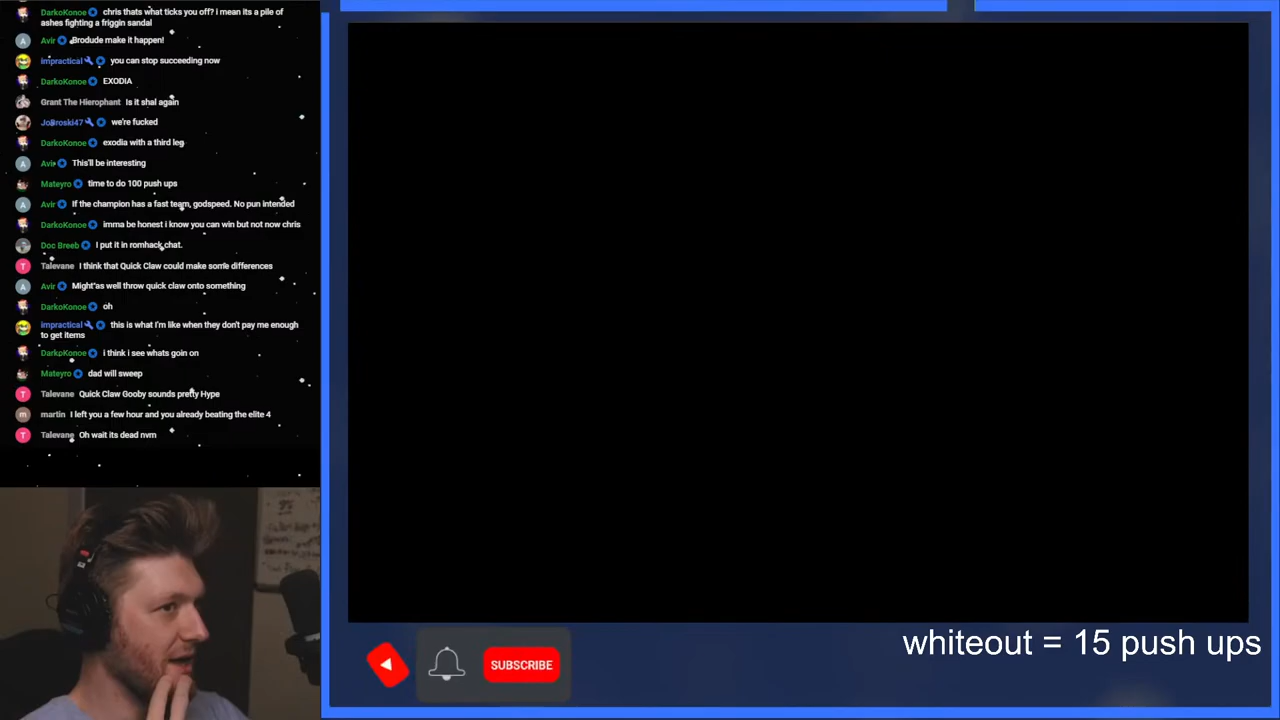 DarkoKonoe chris thats what ticks you off? i mean its a pile of
ashes fighting a friggin sandal
A Avir Brodude make it happen!
impractical you can stop succeeding now
DarkoKonoe EXODIA
Grant The Hierophant Is it shal again
JoBroski47 we're fucked
DarkoKonoe exodia with a third leg
A Avir This'll be interesting
Mateyro time to do 100 push ups
A Avir If the champion has a fast team, godspeed. No pun intended
DarkoKonoe imma be honest i know you can win but not now chris
Doc Breeb I put it in romhack chat.
T Talevane I think that Quick Claw could make some differences
A Avir Might as well throw quick claw onto something
DarkoKonoe oh
impractical this is what I'm like when they don't pay me enough
to get items
DarkoKonoe i think i see whats goin on
Mateyro dad will sweep
T Talevane Quick Claw Gooby sounds pretty Hype
m martin I left you a few hour and you already beating the elite 4
T Talevane Oh wait its dead nvm
whiteout = 15 push ups
SUBSCRIBE